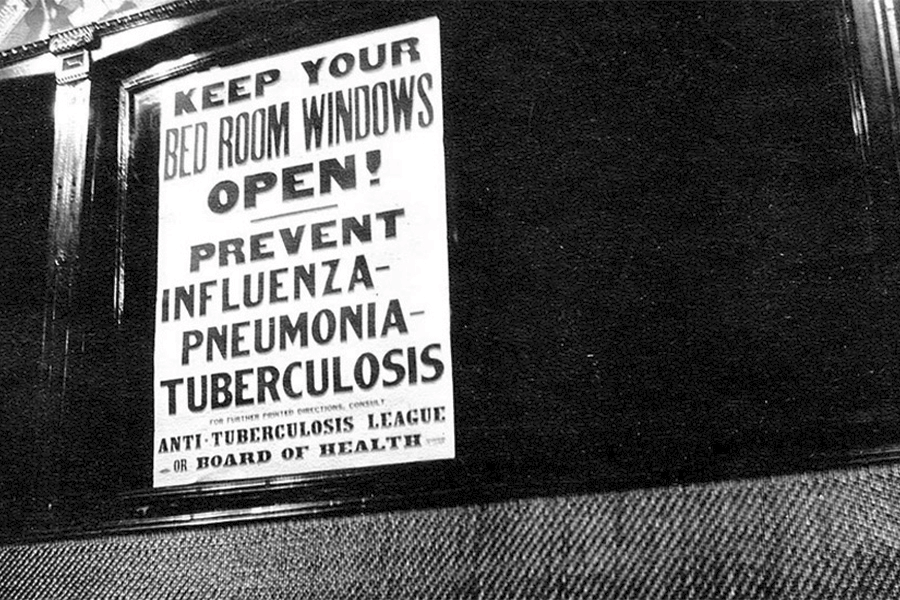 KEEP YOUR
BED ROOM WINDOWS
OPEN!
PREVENT
INFLUENZA-
PNEUMONIA-
TUBERCULOSIS
FOR FURTHER PRINTED DIRECTIONS, CONSULT
ANTI-TUBERCULOSIS LEAGUE
OR BOARD OF HEALTH